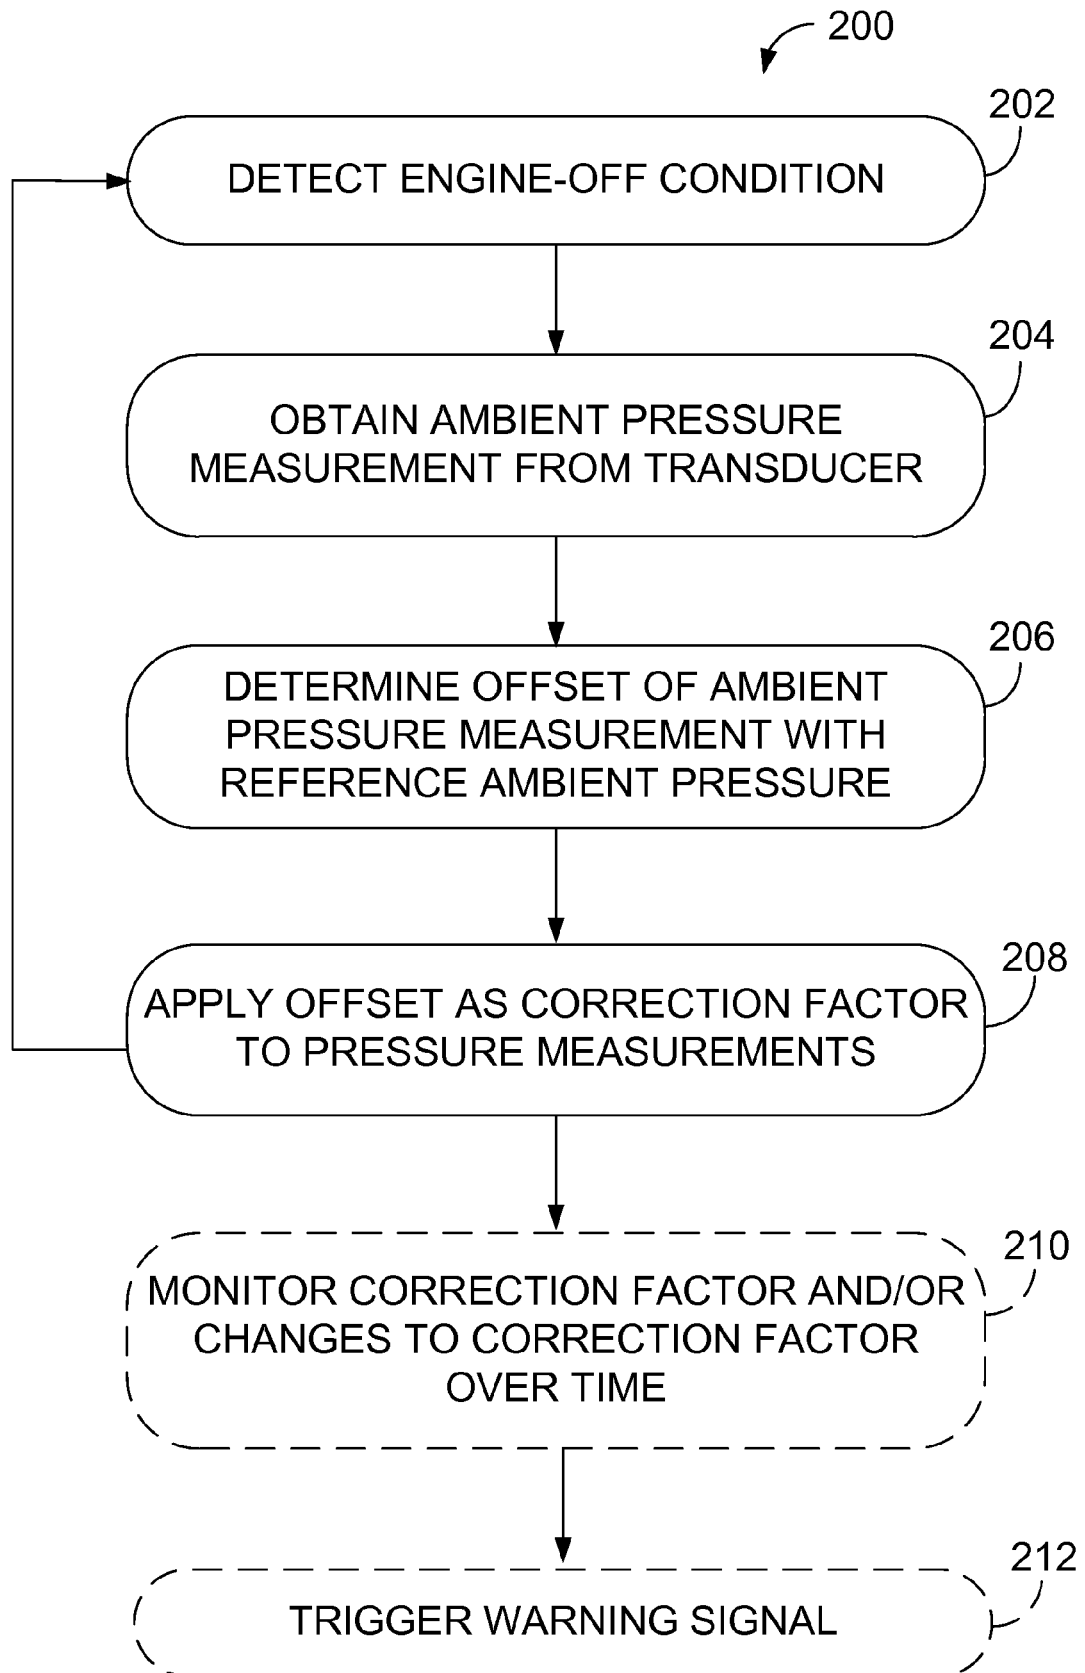 200
202
DETECT ENGINE-OFF CONDITION
204
OBTAIN AMBIENT PRESSURE
MEASUREMENT FROM TRANSDUCER
206
DETERMINE OFFSET OF AMBIENT
PRESSURE MEASUREMENT WITH
REFERENCE AMBIENT PRESSURE
208
APPLY OFFSET AS CORRECTION FACTOR
TO PRESSURE MEASUREMENTS
210
MONITOR CORRECTION FACTOR AND/OR
CHANGES TO CORRECTION FACTOR
OVER TIME
212
TRIGGER WARNING SIGNAL